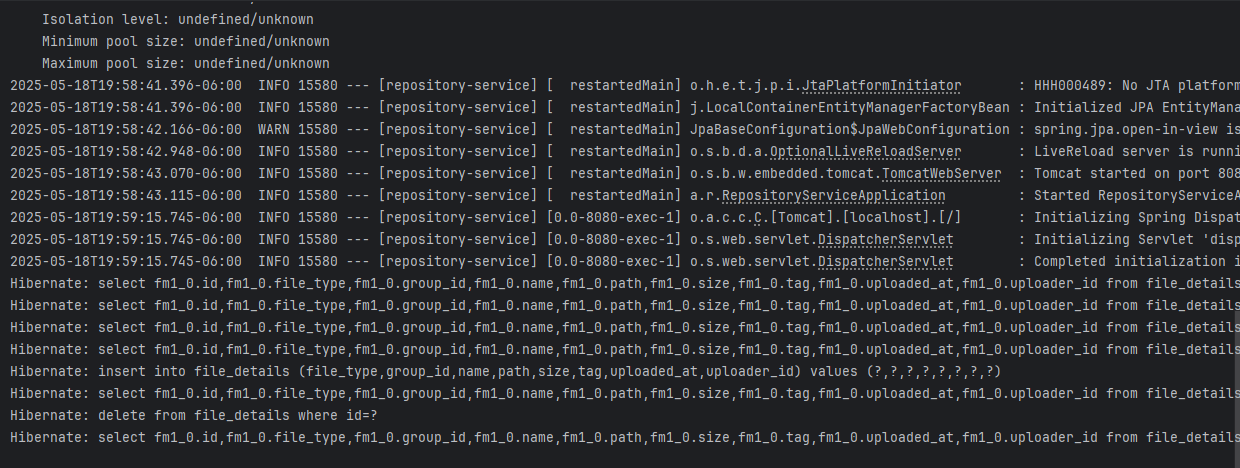 Isolation level: undefined/unknown
Minimum pool size: undefined/unknown
Maximum pool size: undefined/unknown
2025-05-18T19:58:41.396-06:00  INFO 15580 --- [repository-service] [  restartedMain] o.h.e.t.j.p.i.JtaPlatformInitiator       : HHH000489: No JTA platform
2025-05-18T19:58:41.396-06:00  INFO 15580 --- [repository-service] [  restartedMain] j.LocalContainerEntityManagerFactoryBean : Initialized JPA EntityMana
2025-05-18T19:58:42.166-06:00  WARN 15580 --- [repository-service] [  restartedMain] JpaBaseConfiguration$JpaWebConfiguration : spring.jpa.open-in-view is
2025-05-18T19:58:42.948-06:00  INFO 15580 --- [repository-service] [  restartedMain] o.s.b.d.a.OptionalLiveReloadServer       : LiveReload server is runni
2025-05-18T19:58:43.070-06:00  INFO 15580 --- [repository-service] [  restartedMain] o.s.b.w.embedded.tomcat.TomcatWebServer  : Tomcat started on port 808
2025-05-18T19:58:43.115-06:00  INFO 15580 --- [repository-service] [  restartedMain] a.r.RepositoryServiceApplication         : Started RepositoryServiceA
2025-05-18T19:59:15.745-06:00  INFO 15580 --- [repository-service] [0.0-8080-exec-1] o.a.c.c.C.[Tomcat].[localhost].[/]       : Initializing Spring Dispat
2025-05-18T19:59:15.745-06:00  INFO 15580 --- [repository-service] [0.0-8080-exec-1] o.s.web.servlet.DispatcherServlet        : Initializing Servlet 'disp
2025-05-18T19:59:15.745-06:00  INFO 15580 --- [repository-service] [0.0-8080-exec-1] o.s.web.servlet.DispatcherServlet        : Completed initialization i
Hibernate: select fm1_0.id,fm1_0.file_type,fm1_0.group_id,fm1_0.name,fm1_0.path,fm1_0.size,fm1_0.tag,fm1_0.uploaded_at,fm1_0.uploader_id from file_details
Hibernate: select fm1_0.id,fm1_0.file_type,fm1_0.group_id,fm1_0.name,fm1_0.path,fm1_0.size,fm1_0.tag,fm1_0.uploaded_at,fm1_0.uploader_id from file_details
Hibernate: select fm1_0.id,fm1_0.file_type,fm1_0.group_id,fm1_0.name,fm1_0.path,fm1_0.size,fm1_0.tag,fm1_0.uploaded_at,fm1_0.uploader_id from file_details
Hibernate: select fm1_0.id,fm1_0.file_type,fm1_0.group_id,fm1_0.name,fm1_0.path,fm1_0.size,fm1_0.tag,fm1_0.uploaded_at,fm1_0.uploader_id from file_details
Hibernate: insert into file_details (file_type,group_id,name,path,size,tag,uploaded_at,uploader_id) values (?,?,?,?,?,?,?,?)
Hibernate: select fm1_0.id,fm1_0.file_type,fm1_0.group_id,fm1_0.name,fm1_0.path,fm1_0.size,fm1_0.tag,fm1_0.uploaded_at,fm1_0.uploader_id from file_details
Hibernate: delete from file_details where id=?
Hibernate: select fm1_0.id,fm1_0.file_type,fm1_0.group_id,fm1_0.name,fm1_0.path,fm1_0.size,fm1_0.tag,fm1_0.uploaded_at,fm1_0.uploader_id from file_details